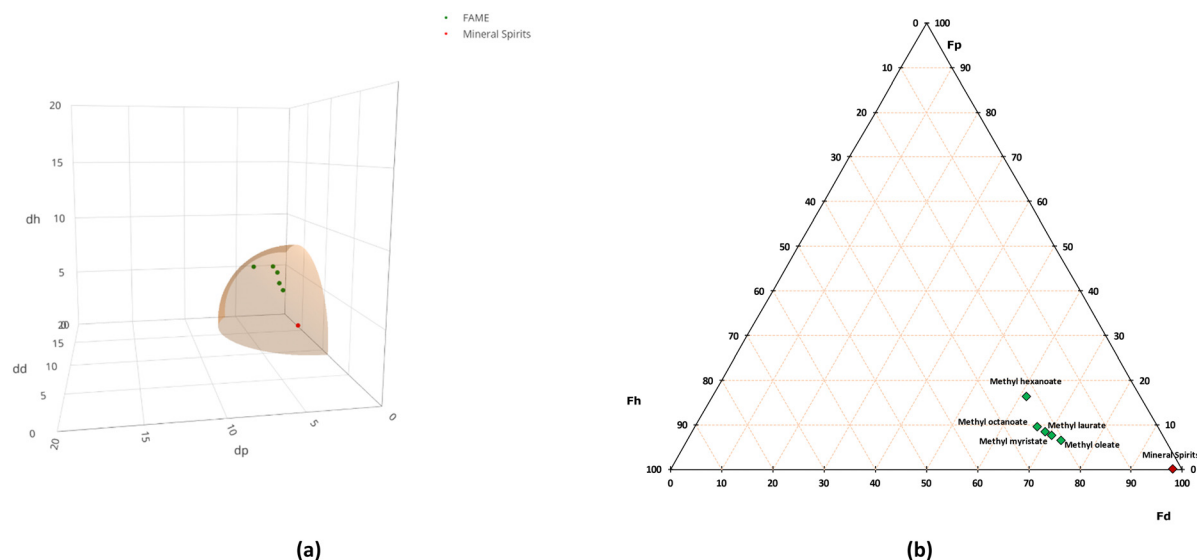 FAME
Mineral Spirits
20
15
dh
10
5
20
0
15
dd
10
5
0
20
15
10
dp
5
0
(a)
0 100
Fp
10 90
20 80
30 70
40 60
50 50
60 40
70 30
80 20
Methyl hexanoate
Fh
90 10
Methyl octanoate Methyl laurate
Methyl myristate Methyl oleate
Mineral Spirits
100 0
0 10 20 30 40 50 60 70 80 90 100
Fd
(b)